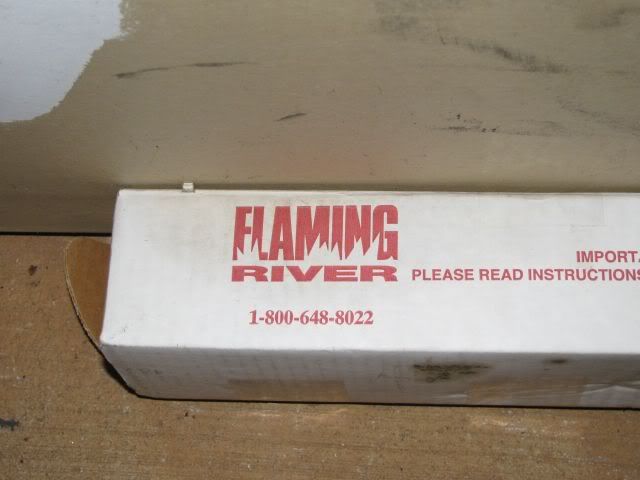 FLAMING
RIVER
1-800-648-8022
PLEASE READ INSTRUCTIONS